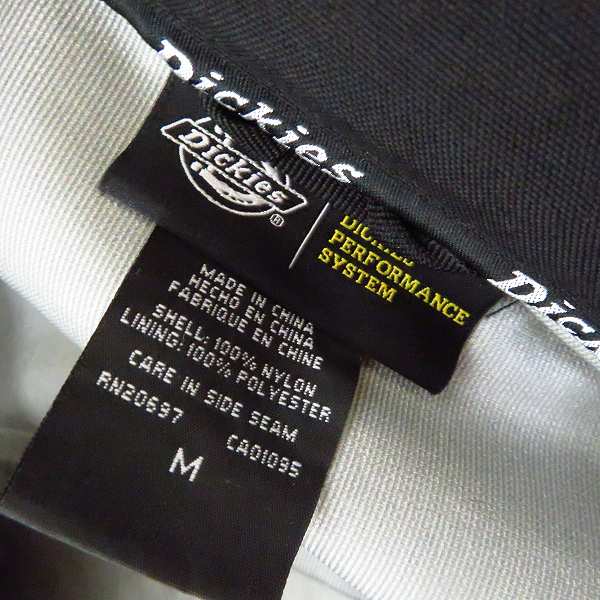 Dickies
Dickies®
DICKIES
PERFORMANCE
SYSTEM
Dickies
MADE IN CHINA
HECHO EN CHINA
FABRIQUE EN CHINE
SHELL: 100% NYLON
LINING: 100% POLYESTER
CARE IN SIDE SEAM
RN20697 CA01095
M